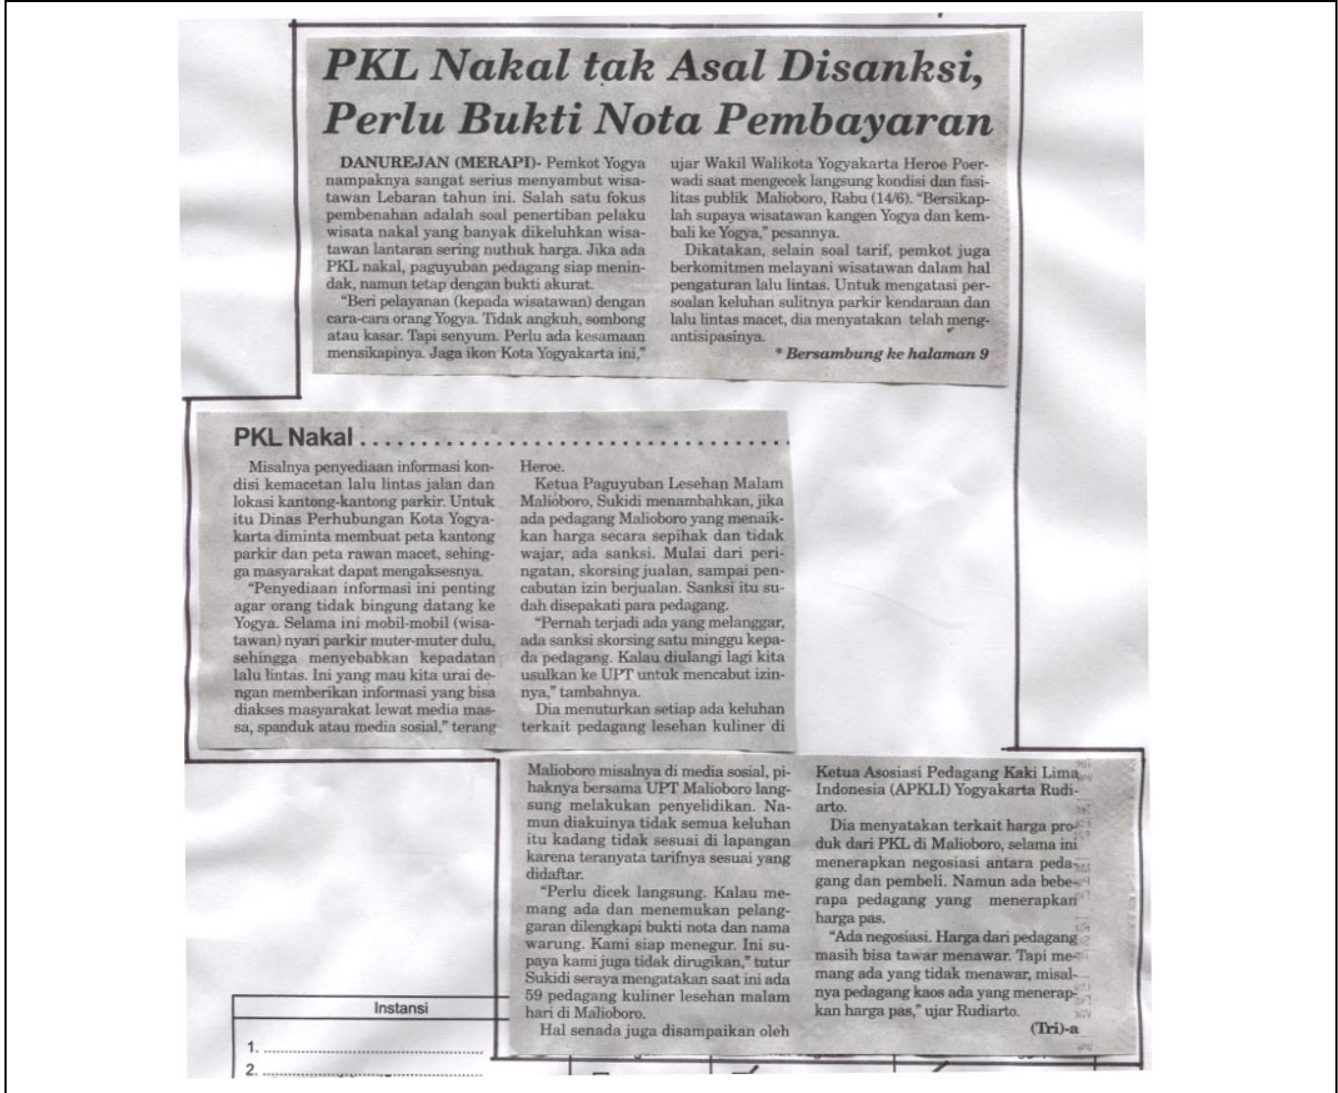 PKL Nakal tak Asal Disanksi,
Perlu Bukti Nota Pembayaran
DANUREJAN (MERAPI)- Pemkot Yogya
nampaknya sangat serius menyambut wisa-
tawan Lebaran tahun ini. Salah satu fokus
pembenahan adalah soal penertiban pelaku
wisata nakal yang banyak dikeluhkan wisa-
tawan lantaran sering nuthuk harga. Jika ada
PKL nakal, paguyuban pedagang siap menin-
dak, namun tetap dengan bukti akurat.
"Beri pelayanan (kepada wisatawan) dengan
cara-cara orang Yogya. Tidak angkuh, sombong
atau kasar. Tapi senyum. Perlu ada kesamaan
mensikapinya. Jaga ikon Kota Yogyakarta ini,"
ujar Wakil Walikota Yogyakarta Heroe Poer-
wadi saat mengecek langsung kondisi dan fasi-
litas publik Malioboro, Rabu (14/6). "Bersikap-
lah supaya wisatawan kangen Yogya dan kem-
bali ke Yogya," pesannya.
Dikatakan, selain soal tarif, pemkot juga
berkomitmen melayani wisatawan dalam hal
pengaturan lalu lintas. Untuk mengatasi per-
soalan keluhan sulitnya parkir kendaraan dan
lalu lintas macet, dia menyatakan telah meng-
antisipasinya.
* Bersambung ke halaman 9
PKL Nakal ........................................
Misalnya penyediaan informasi kon-
disi kemacetan lalu lintas jalan dan
lokasi kantong-kantong parkir. Untuk
itu Dinas Perhubungan Kota Yogya-
karta diminta membuat peta kantong
parkir dan peta rawan macet, sehing-
ga masyarakat dapat mengaksesnya.
"Penyediaan informasi ini penting
agar orang tidak bingung datang ke
Yogya. Selama ini mobil-mobil (wisa-
tawan) nyari parkir muter-muter dulu,
sehingga menyebabkan kepadatan
lalu lintas. Ini yang mau kita urai de-
ngan memberikan informasi yang bisa
diakses masyarakat lewat media mas-
sa, spanduk atau media sosial," terang
Heroe.
Ketua Paguyuban Lesehan Malam
Malioboro, Sukidi menambahkan, jika
ada pedagang Malioboro yang menaik-
kan harga secara sepihak dan tidak
wajar, ada sanksi. Mulai dari peri-
ngatan, skorsing jualan, sampai pen-
cabutan izin berjualan. Sanksi itu su-
dah disepakati para pedagang.
"Pernah terjadi ada yang melanggar,
ada sanksi skorsing satu minggu kepa-
da pedagang. Kalau diulangi lagi kita
usulkan ke UPT untuk mencabut izin-
nya," tambahnya.
Dia menuturkan setiap ada keluhan
terkait pedagang lesehan kuliner di
Malioboro misalnya di media sosial, pi-
haknya bersama UPT Malioboro lang-
sung melakukan penyelidikan. Na-
mun diakuinya tidak semua keluhan
itu kadang tidak sesuai di lapangan
karena teranyata tarifnya sesuai yang
didaftar.
"Perlu dicek langsung. Kalau me-
mang ada dan menemukan pelang-
garan dilengkapi bukti nota dan nama
warung. Kami siap menegur. Ini su-
paya kami juga tidak dirugikan," tutur
Sukidi seraya mengatakan saat ini ada
59 pedagang kuliner lesehan malam
hari di Malioboro.
Hal senada juga disampaikan oleh
Ketua Asosiasi Pedagang Kaki Lima
Indonesia (APKLI) Yogyakarta Rudi-
arto.
Dia menyatakan terkait harga pro-
duk dari PKL di Malioboro, selama ini
menerapkan negosiasi antara peda-
gang dan pembeli. Namun ada bebe-
rapa pedagang yang menerapkan
harga pas.
"Ada negosiasi. Harga dari pedagang
masih bisa tawar menawar. Tapi me-
mang ada yang tidak menawar, misal-
nya pedagang kaos ada yang menerap-
kan harga pas," ujar Rudiarto.
(Tri)-a
Instansi
1. ........................................
2. ........................................